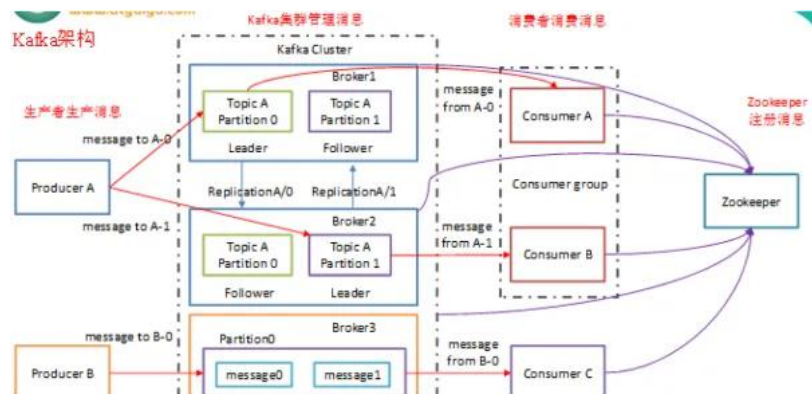 Kafka架构
Kafka集群管理消息
消费者消费消息
生产者生产消息
Zookeeper
注册消息
Kafka Cluster
Broker1
Topic A
Partition 0
Topic A
Partition 1
Leader
Follower
message to A-0
message
from A-0
Consumer A
Producer A
ReplicationA/0
ReplicationA/1
Consumer group
Zookeeper
message to A-1
Broker2
Topic A
Partition 0
Topic A
Partition 1
Follower
Leader
message
from A-1
Consumer B
message to B-0
Broker3
Partition0
message0
message1
message
from B-0
Producer B
Consumer C